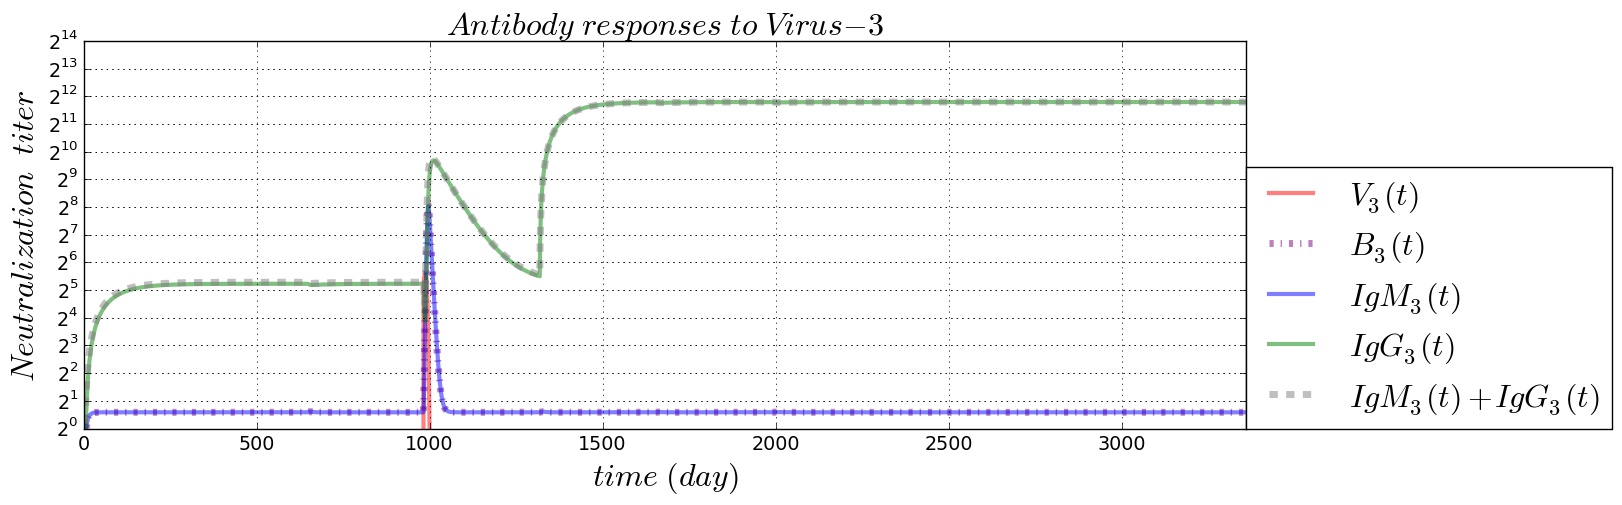 Antibody responses to Virus−3
2^14
2^13
2^12
2^11
2^10
2^9
2^8
2^7
2^6
2^5
2^4
2^3
2^2
2^1
2^0
Neutralization titer
0 500 1000 1500 2000 2500 3000
time (day)
V_3(t)
B_3(t)
IgM_3(t)
IgG_3(t)
IgM_3(t)+IgG_3(t)